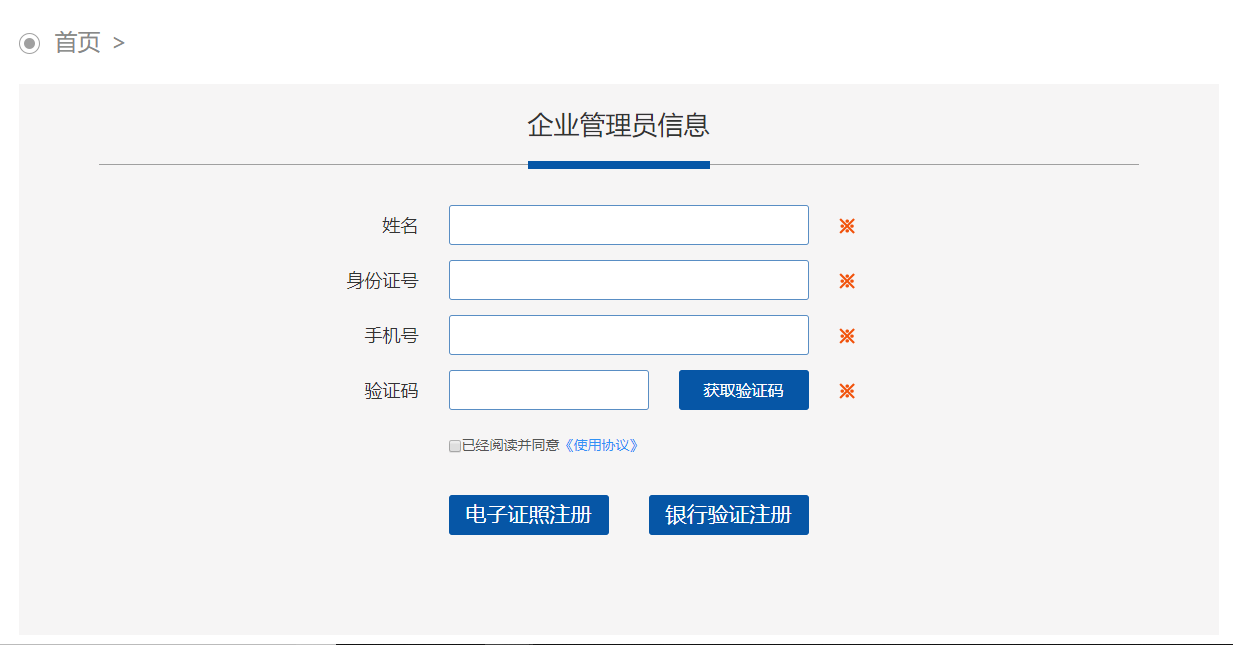 首页 >
企业管理员信息
姓名 ※
身份证号 ※
手机号 ※
验证码 获取验证码 ※
已经阅读并同意《使用协议》
电子证照注册 银行验证注册